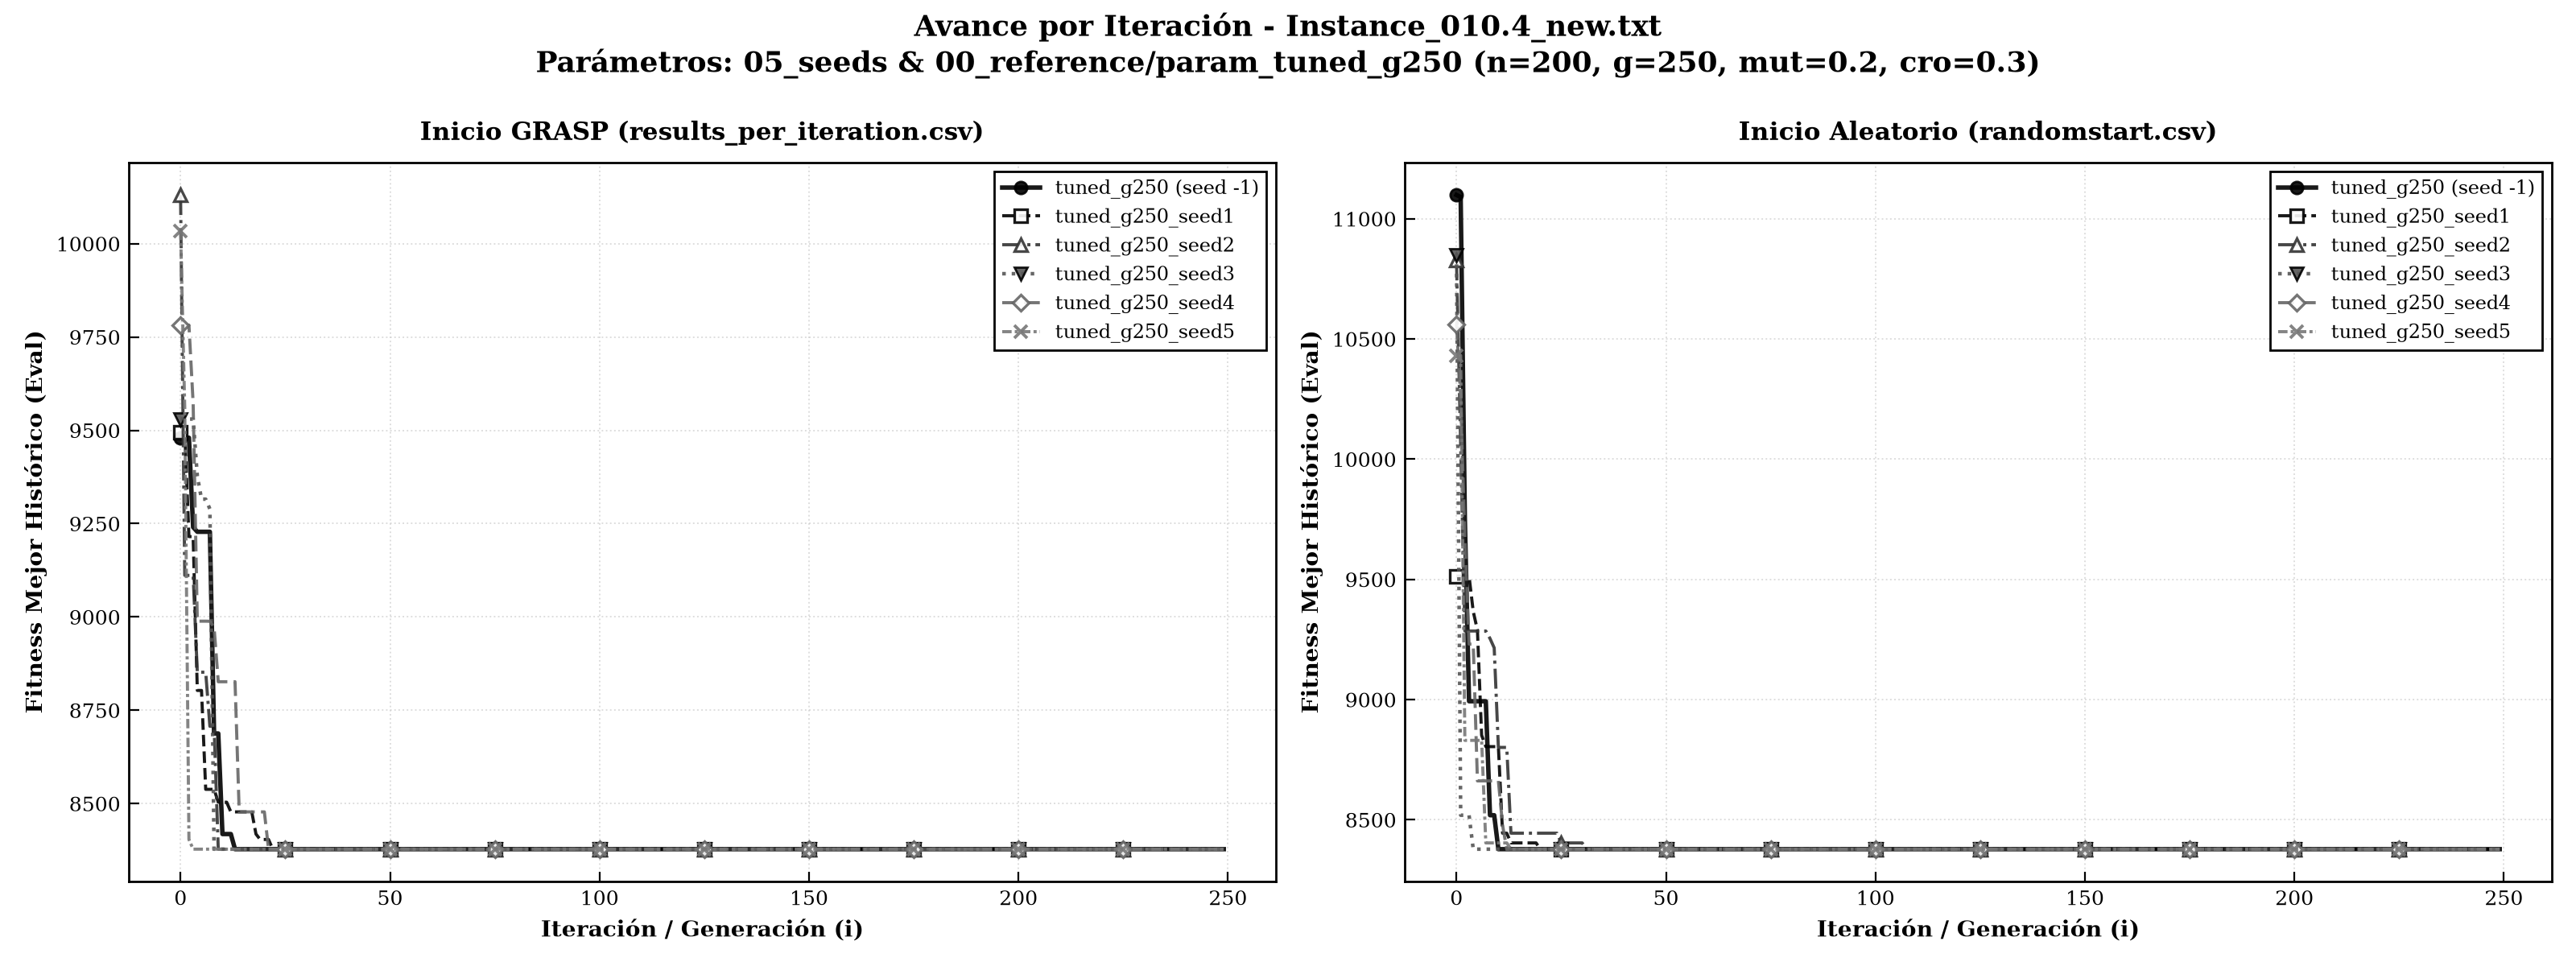 Avance por Iteración - Instance_010.4_new.txt
Parámetros: 05_seeds & 00_reference/param_tuned_g250 (n=200, g=250, mut=0.2, cro=0.3)
Inicio GRASP (results_per_iteration.csv)
Fitness Mejor Histórico (Eval)
10000
9750
9500
9250
9000
8750
8500
tuned_g250 (seed -1)
tuned_g250_seed1
tuned_g250_seed2
tuned_g250_seed3
tuned_g250_seed4
tuned_g250_seed5
0 50 100 150 200 250
Iteración / Generación (i)
Inicio Aleatorio (randomstart.csv)
Fitness Mejor Histórico (Eval)
11000
10500
10000
9500
9000
8500
tuned_g250 (seed -1)
tuned_g250_seed1
tuned_g250_seed2
tuned_g250_seed3
tuned_g250_seed4
tuned_g250_seed5
0 50 100 150 200 250
Iteración / Generación (i)